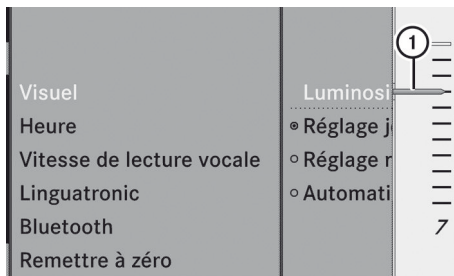 1
Visuel
Luminosi
Heure
Réglage j
Vitesse de lecture vocale
Réglage
Linguatronic
Automati
Bluetooth
7
Remettre à zéro